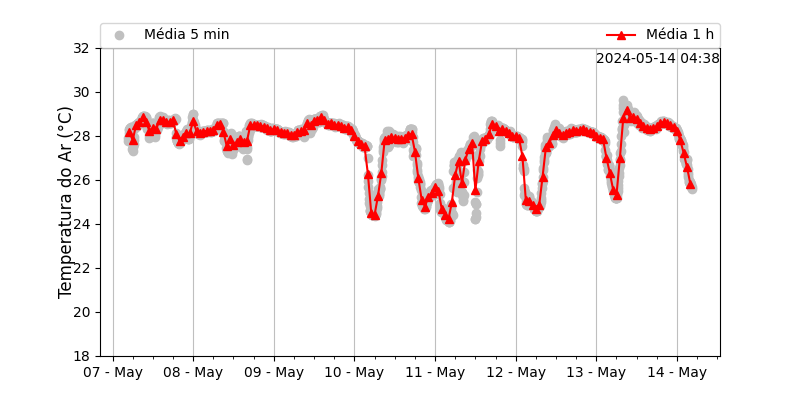 Média 5 min
Média 1 h
2024-05-14 04:38
Temperatura do Ar (°C)
32
30
28
26
24
22
20
18
07 - May
08 - May
09 - May
10 - May
11 - May
12 - May
13 - May
14 - May